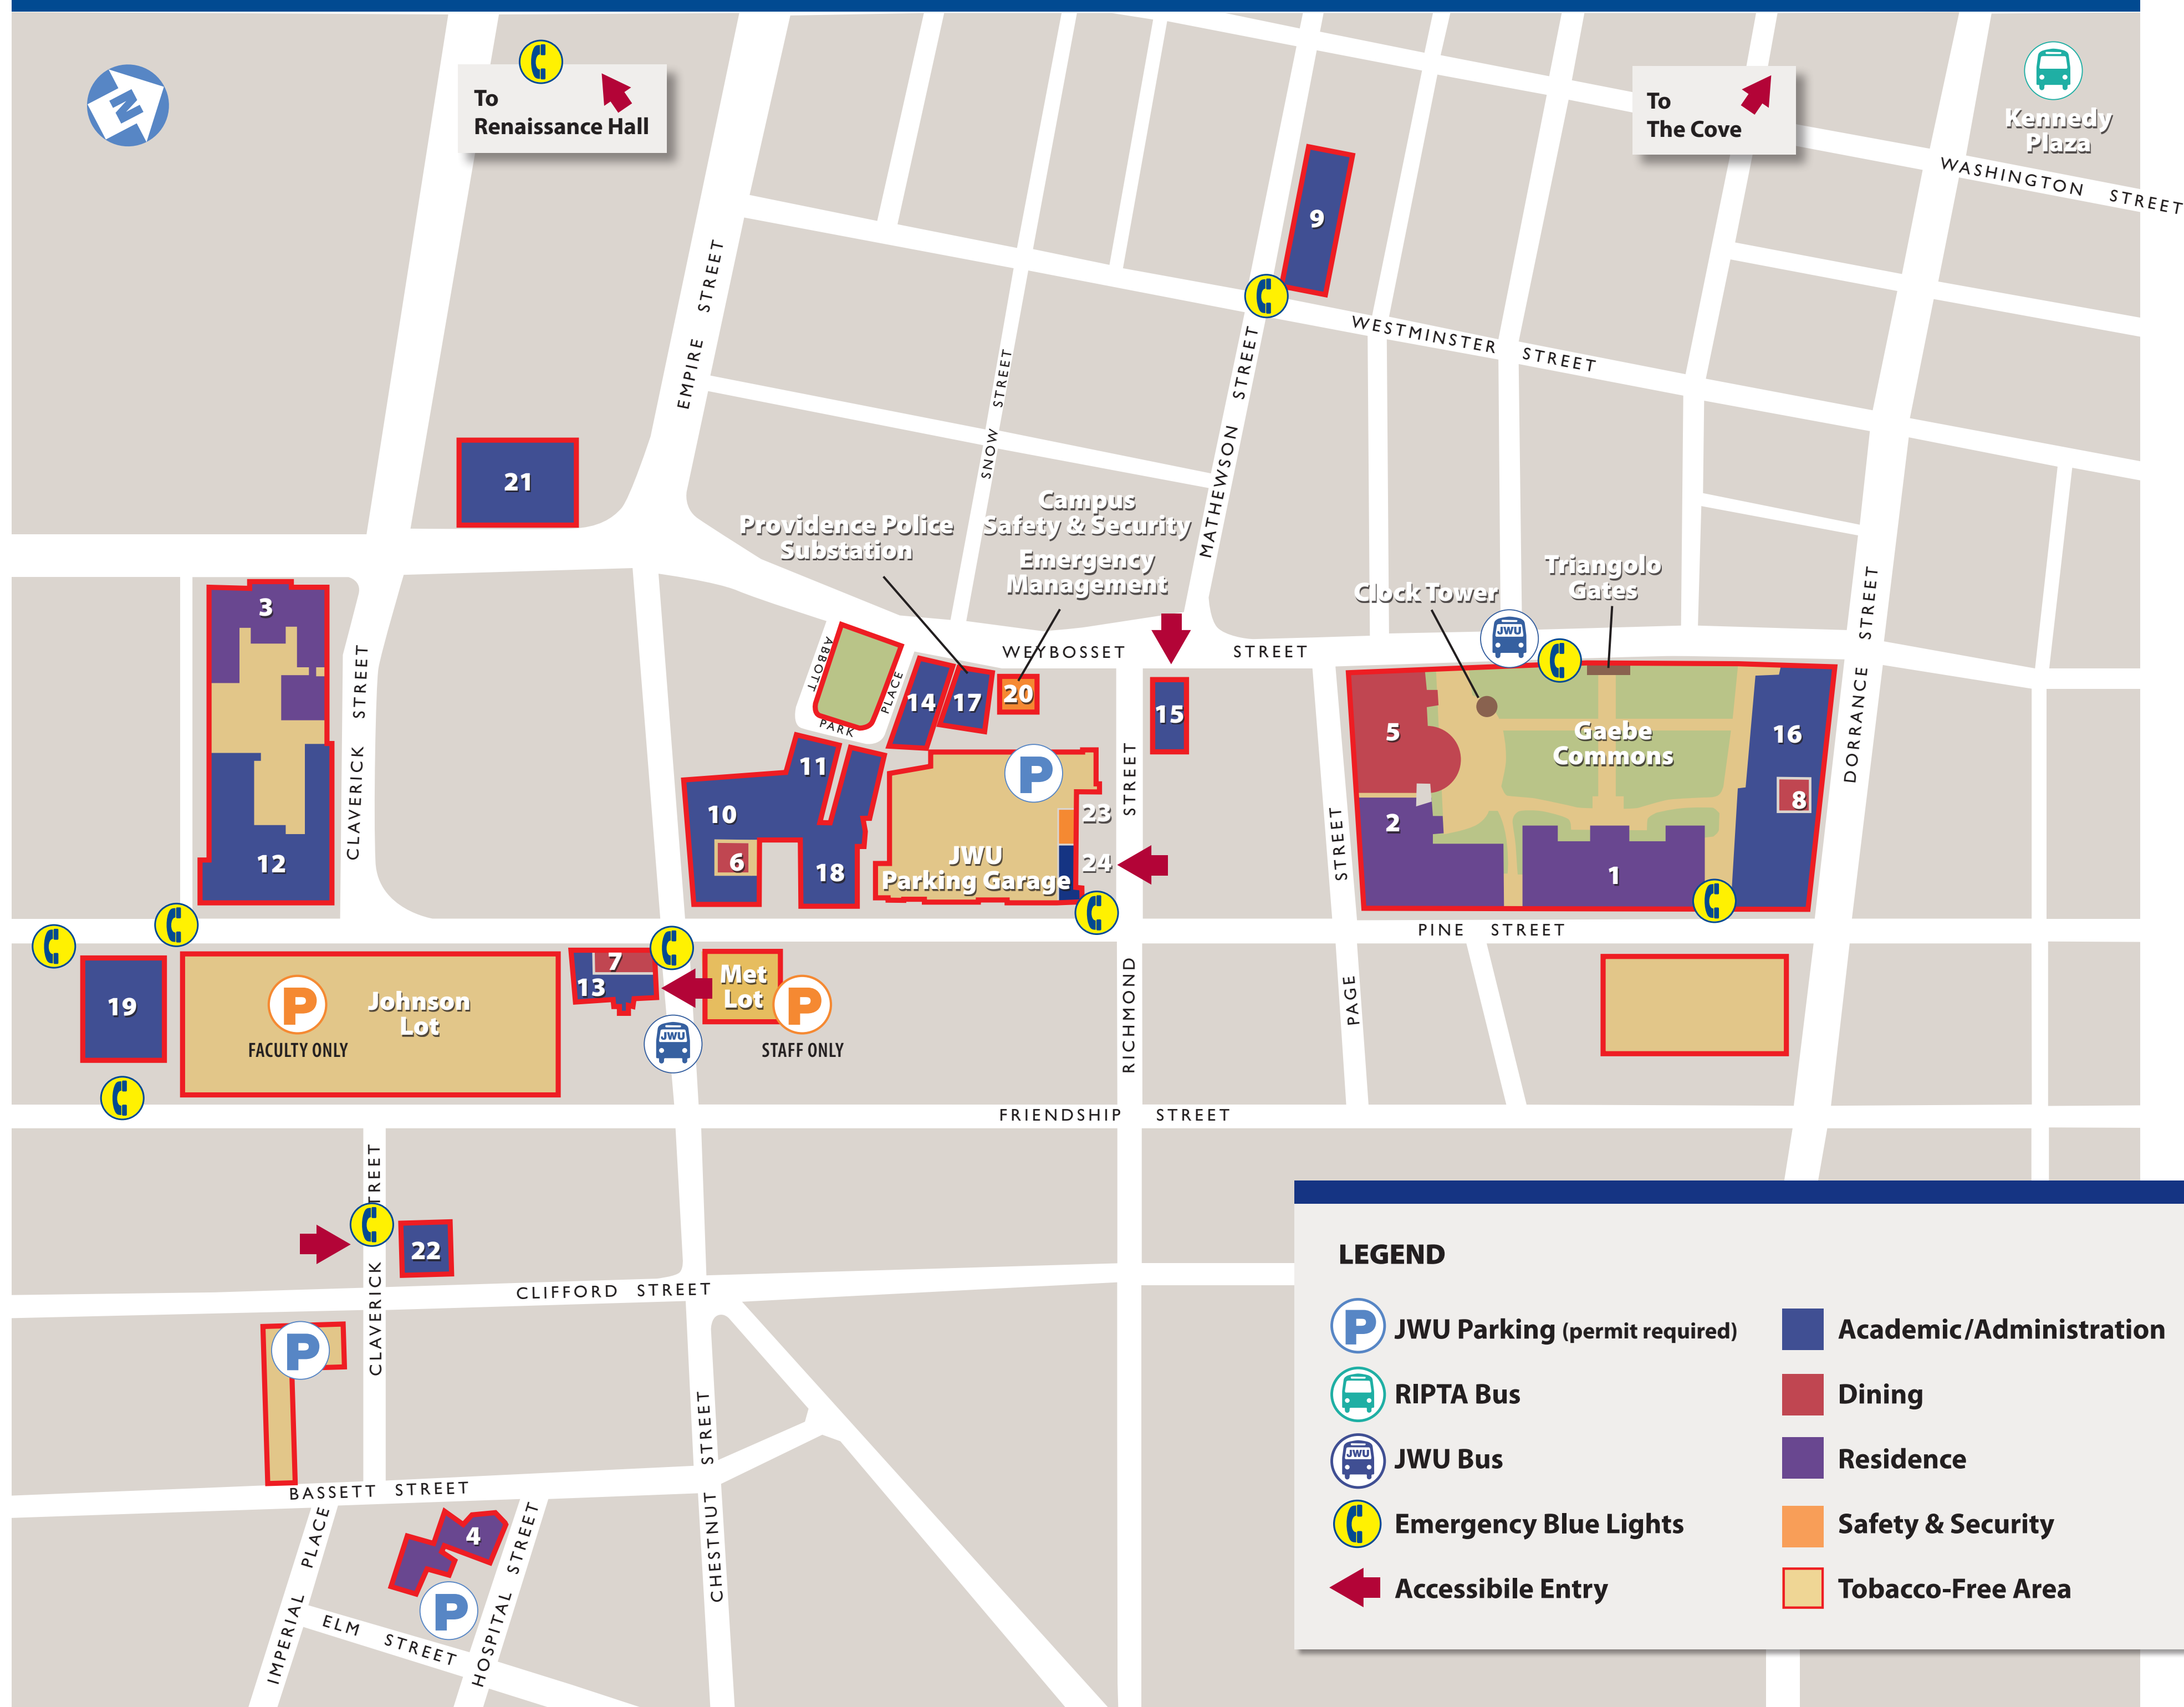 N
To
Renaissance Hall
To
The Cove
Kennedy
Plaza
WASHINGTON STREET
9
EMPIRE STREET
WESTMINSTER STREET
SNOW STREET
MATHEWSON STREET
21
Providence Police
Substation
Campus
Safety & Security
Emergency
Management
Clock Tower
Triangolo
Gates
DORRANCE STREET
3
CLAVERICK STREET
12
ABBOTT
PARK
PLACE
WEYBOSSET STREET
JWU
14
17
20
15
11
10
6
18
P
JWU
Parking Garage
23
24
RICHMOND STREET
5
2
Gaebe
Commons
16
8
1
PAGE STREET
PINE STREET
19
P
Johnson
Lot
FACULTY ONLY
7
13
JWU
Met
Lot
P
STAFF ONLY
FRIENDSHIP STREET
CLAVERICK STREET
22
CLIFFORD STREET
P
CLAVERICK
BASSETT STREET
4
P
IMPERIAL PLACE
ELM STREET
HOSPITAL STREET
CHESTNUT STREET
LEGEND
P JWU Parking (permit required)
RIPTA Bus
JWU JWU Bus
Emergency Blue Lights
Accessibile Entry
Academic/Administration
Dining
Residence
Safety & Security
Tobacco-Free Area